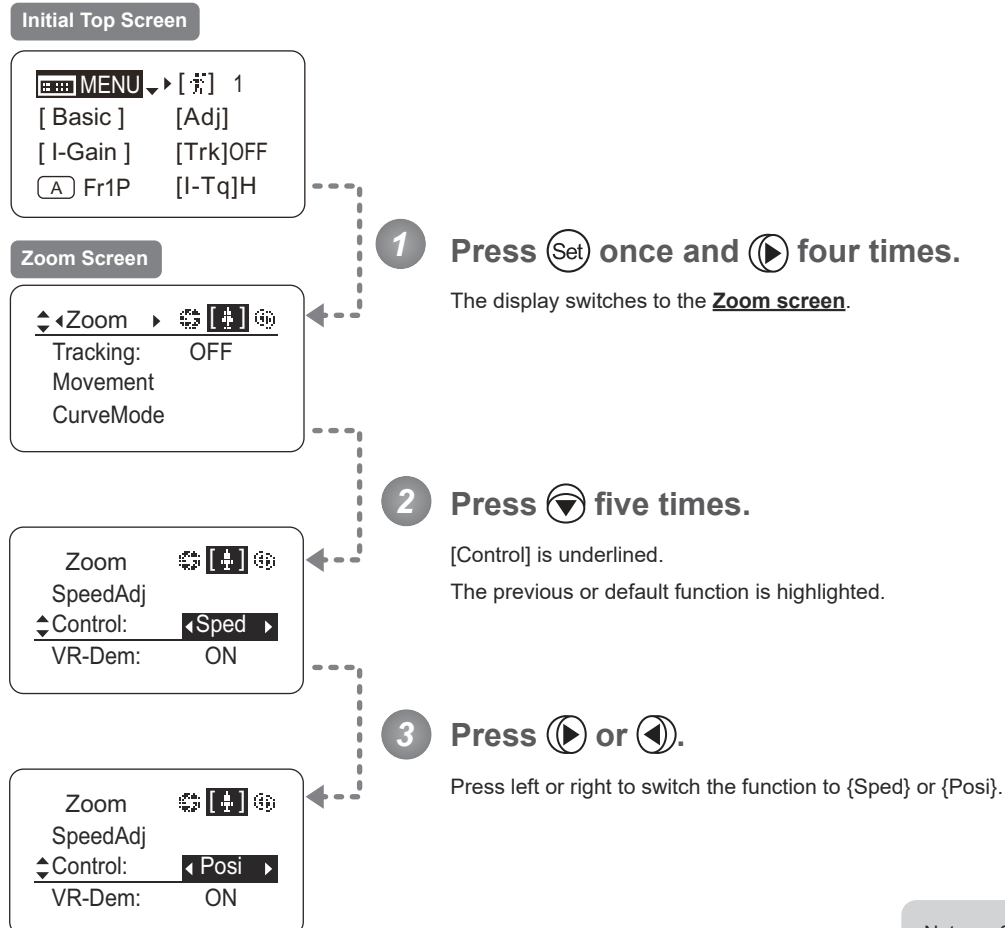 Initial Top Screen
MENU [ ] 1
[ Basic ] [Adj]
[ I-Gain ] [Trk]OFF
A Fr1P [I-Tq]H
1 Press Set once and ▶ four times.
The display switches to the Zoom screen.
Zoom Screen
Zoom [ ]
Tracking: OFF
Movement
CurveMode
2 Press ▼ five times.
[Control] is underlined.
The previous or default function is highlighted.
Zoom [ ]
SpeedAdj
Control: Sped
VR-Dem: ON
3 Press ▶ or ◀.
Press left or right to switch the function to {Sped} or {Posi}.
Zoom [ ]
SpeedAdj
Control: Posi
VR-Dem: ON